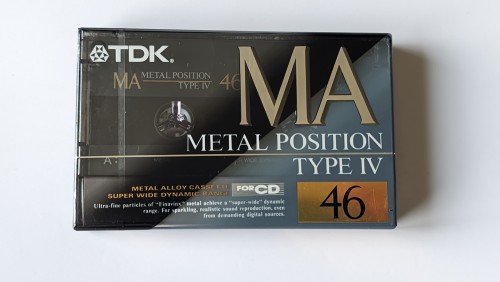 TDK.
MA METAL POSITION TYPE IV 46
MA
METAL POSITION
TYPE IV
A:
METAL ALLOY CASSETTE
SUPER WIDE DYNAMIC RANGE
FOR CD
46
Ultra-fine particles of "Finavinx" metal achieve a "super-wide" dynamic
range. For sparkling, realistic sound reproduction, even
from demanding digital sources.